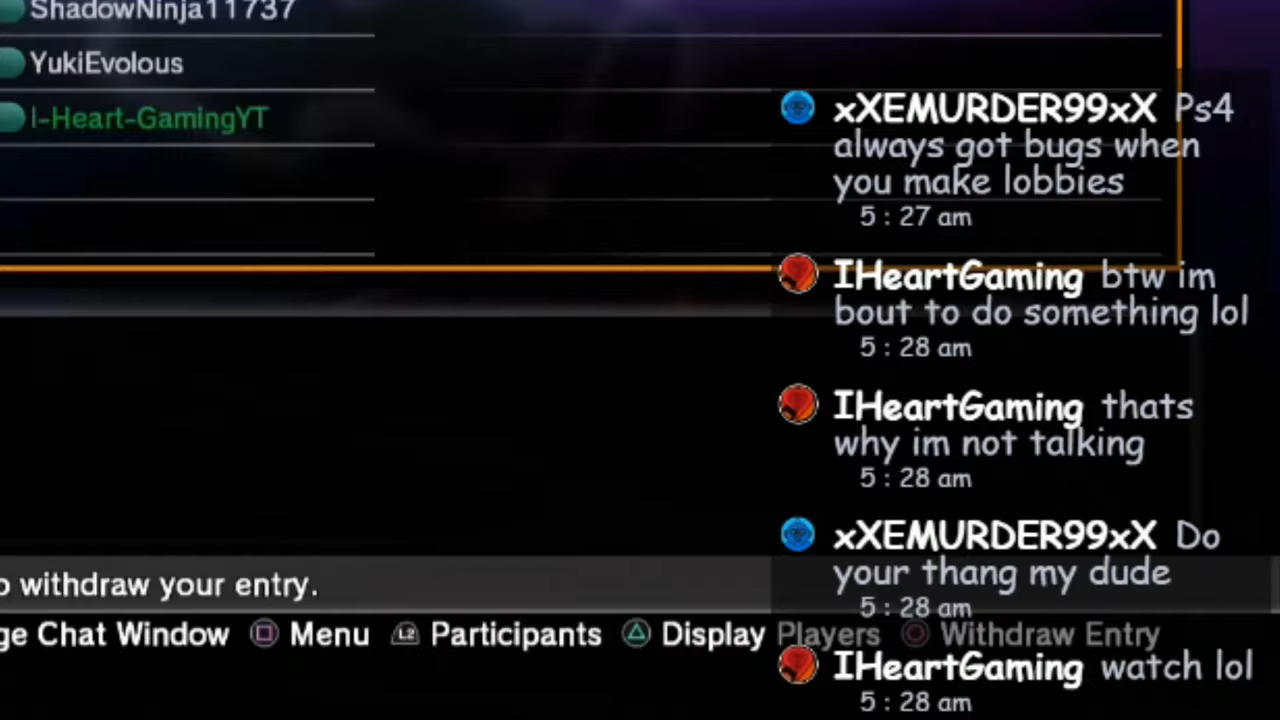 ShadowNinja11737
YukiEvolous
I-Heart-GamingYT
xXEMURDER99xX Ps4
always got bugs when
you make lobbies
5 : 27 am
IHeartGaming btw im
bout to do something lol
5 : 28 am
IHeartGaming thats
why im not talking
5 : 28 am
xXEMURDER99xX Do
your thang my dude
5 : 28 am
o withdraw your entry.
ge Chat Window Menu L2 Participants Display Players Withdraw Entry
IHeartGaming watch lol
5 : 28 am